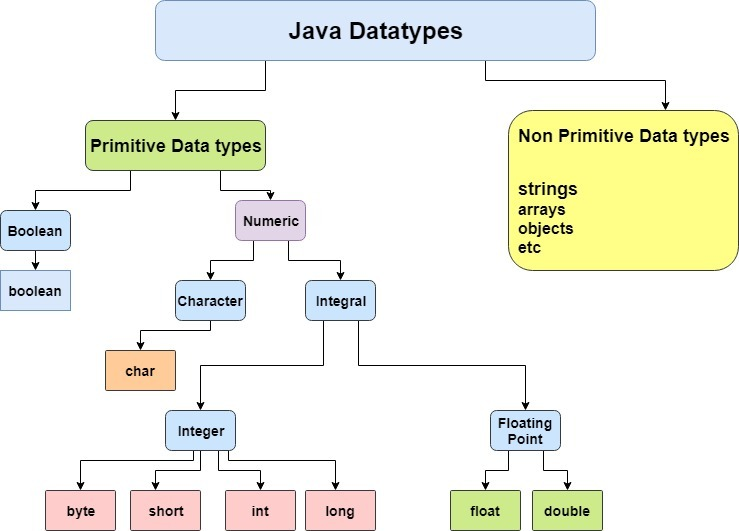 Java Datatypes
Primitive Data types
Non Primitive Data types
strings
arrays
objects
etc
Boolean
Numeric
boolean
Character
Integral
char
Integer
Floating
Point
byte
short
int
long
float
double